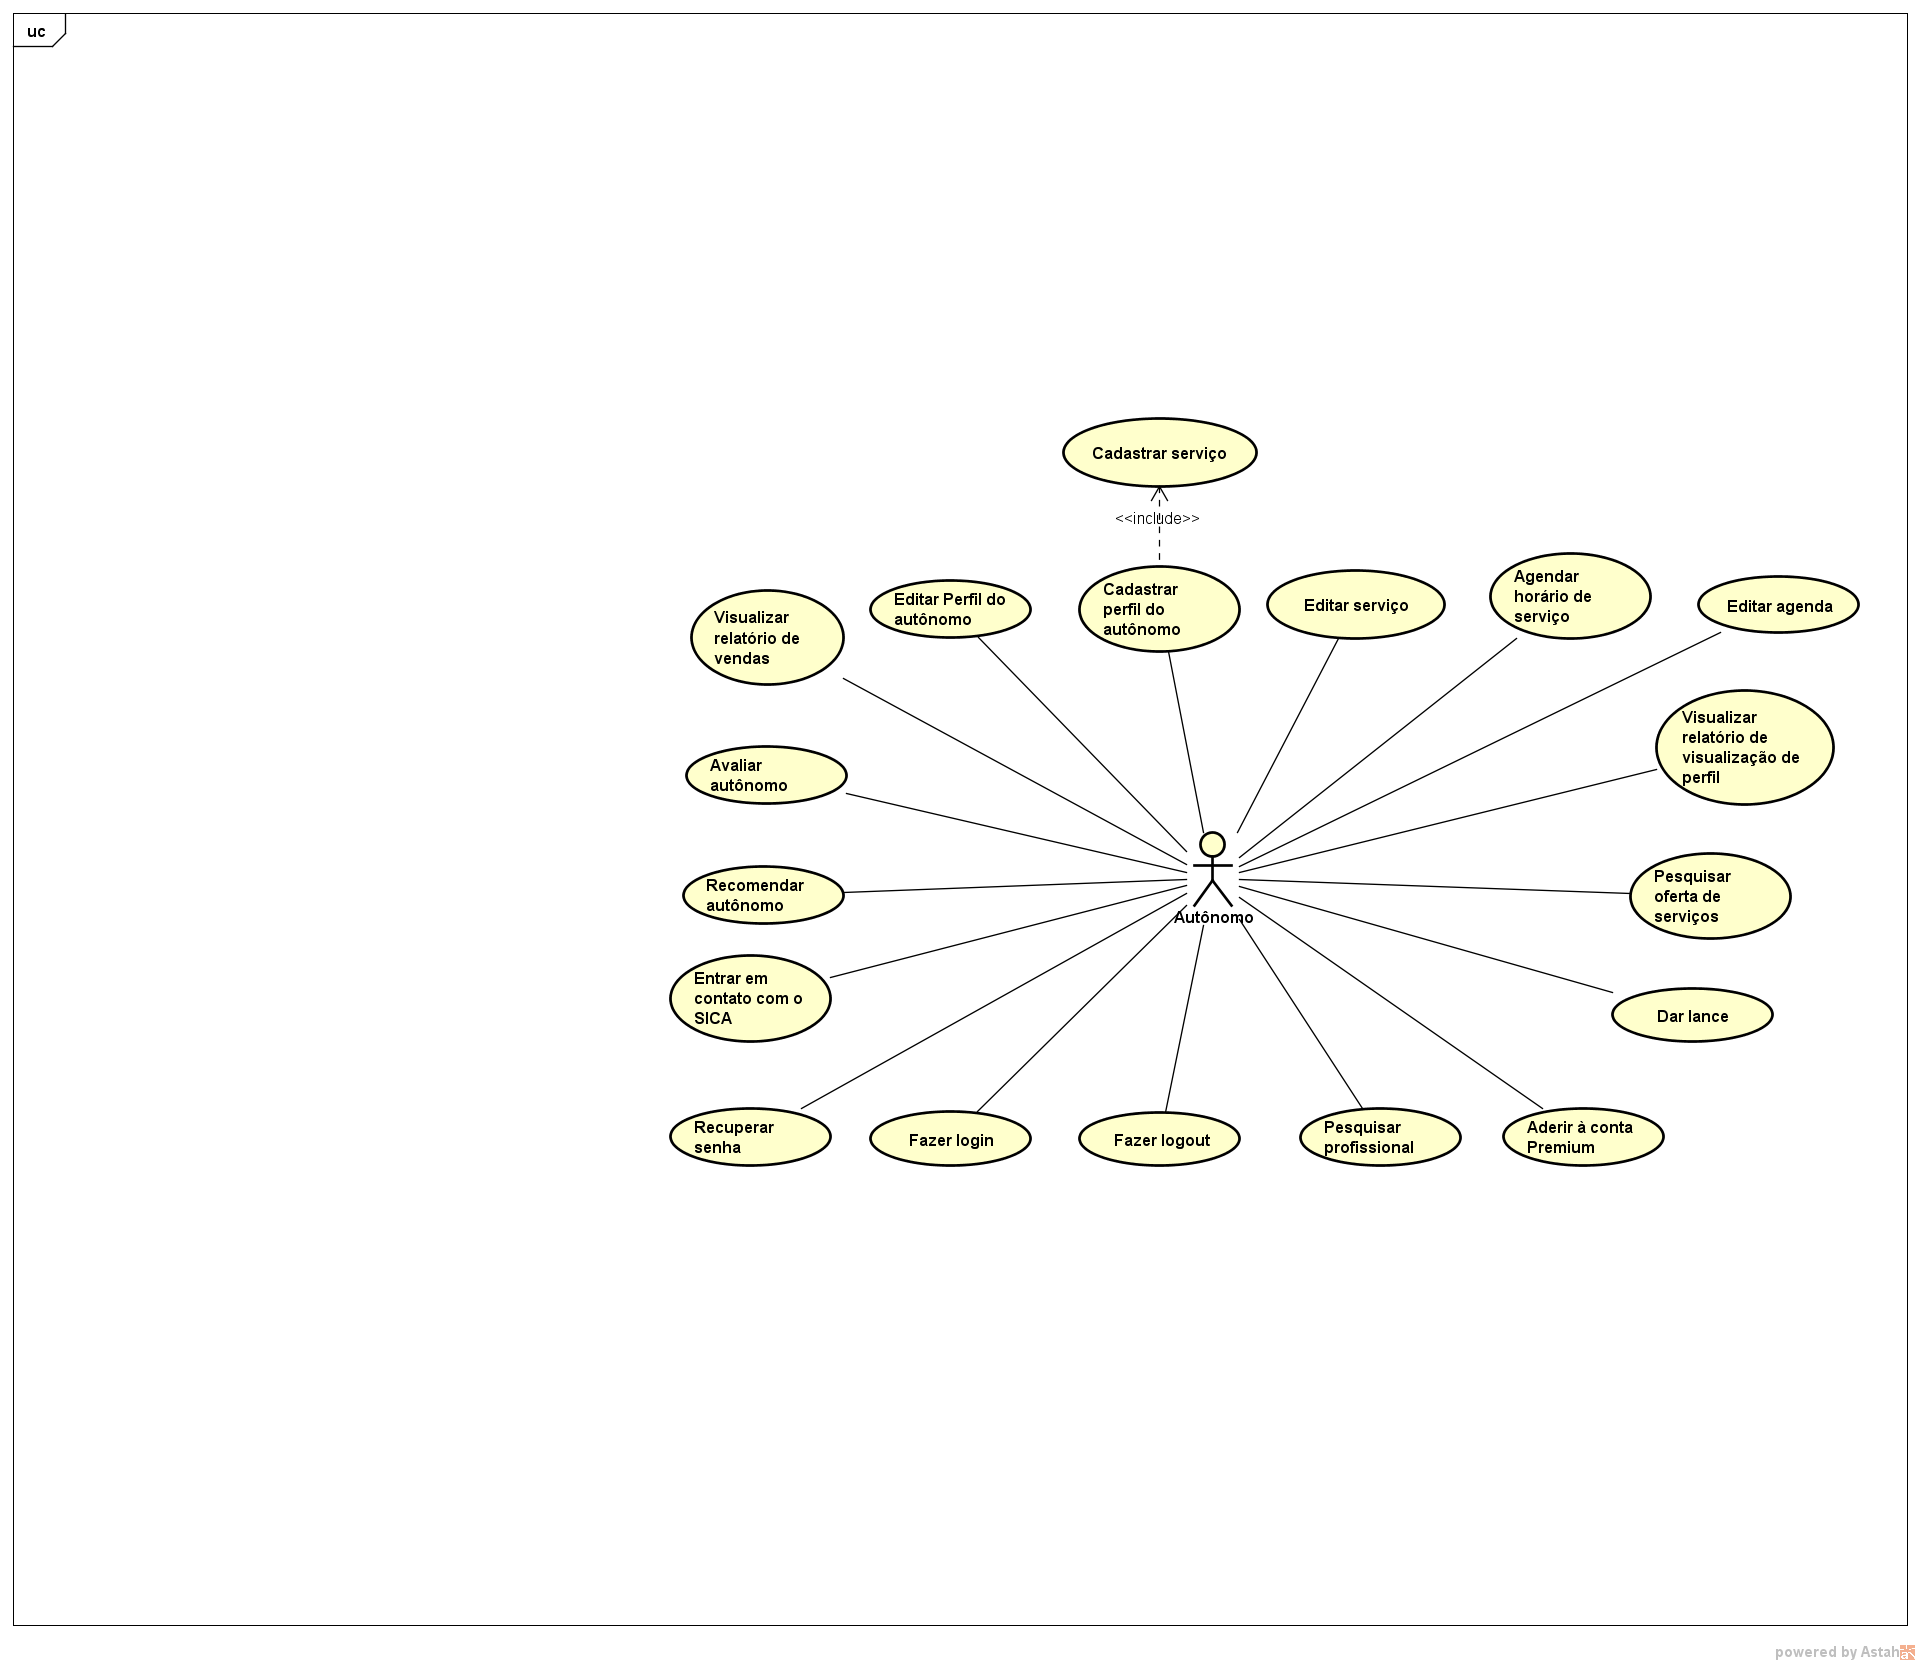 uc
Cadastrar serviço
<<include>>
Visualizar
relatório de
vendas
Editar Perfil do
autônomo
Cadastrar
perfil do
autônomo
Editar serviço
Agendar
horário de
serviço
Editar agenda
Visualizar
relatório de
visualização de
perfil
Avaliar
autônomo
Recomendar
autônomo
Autônomo
Pesquisar
oferta de
serviços
Entrar em
contato com o
SICA
Dar lance
Recuperar
senha
Fazer login
Fazer logout
Pesquisar
profissional
Aderir à conta
Premium
powered by Astah